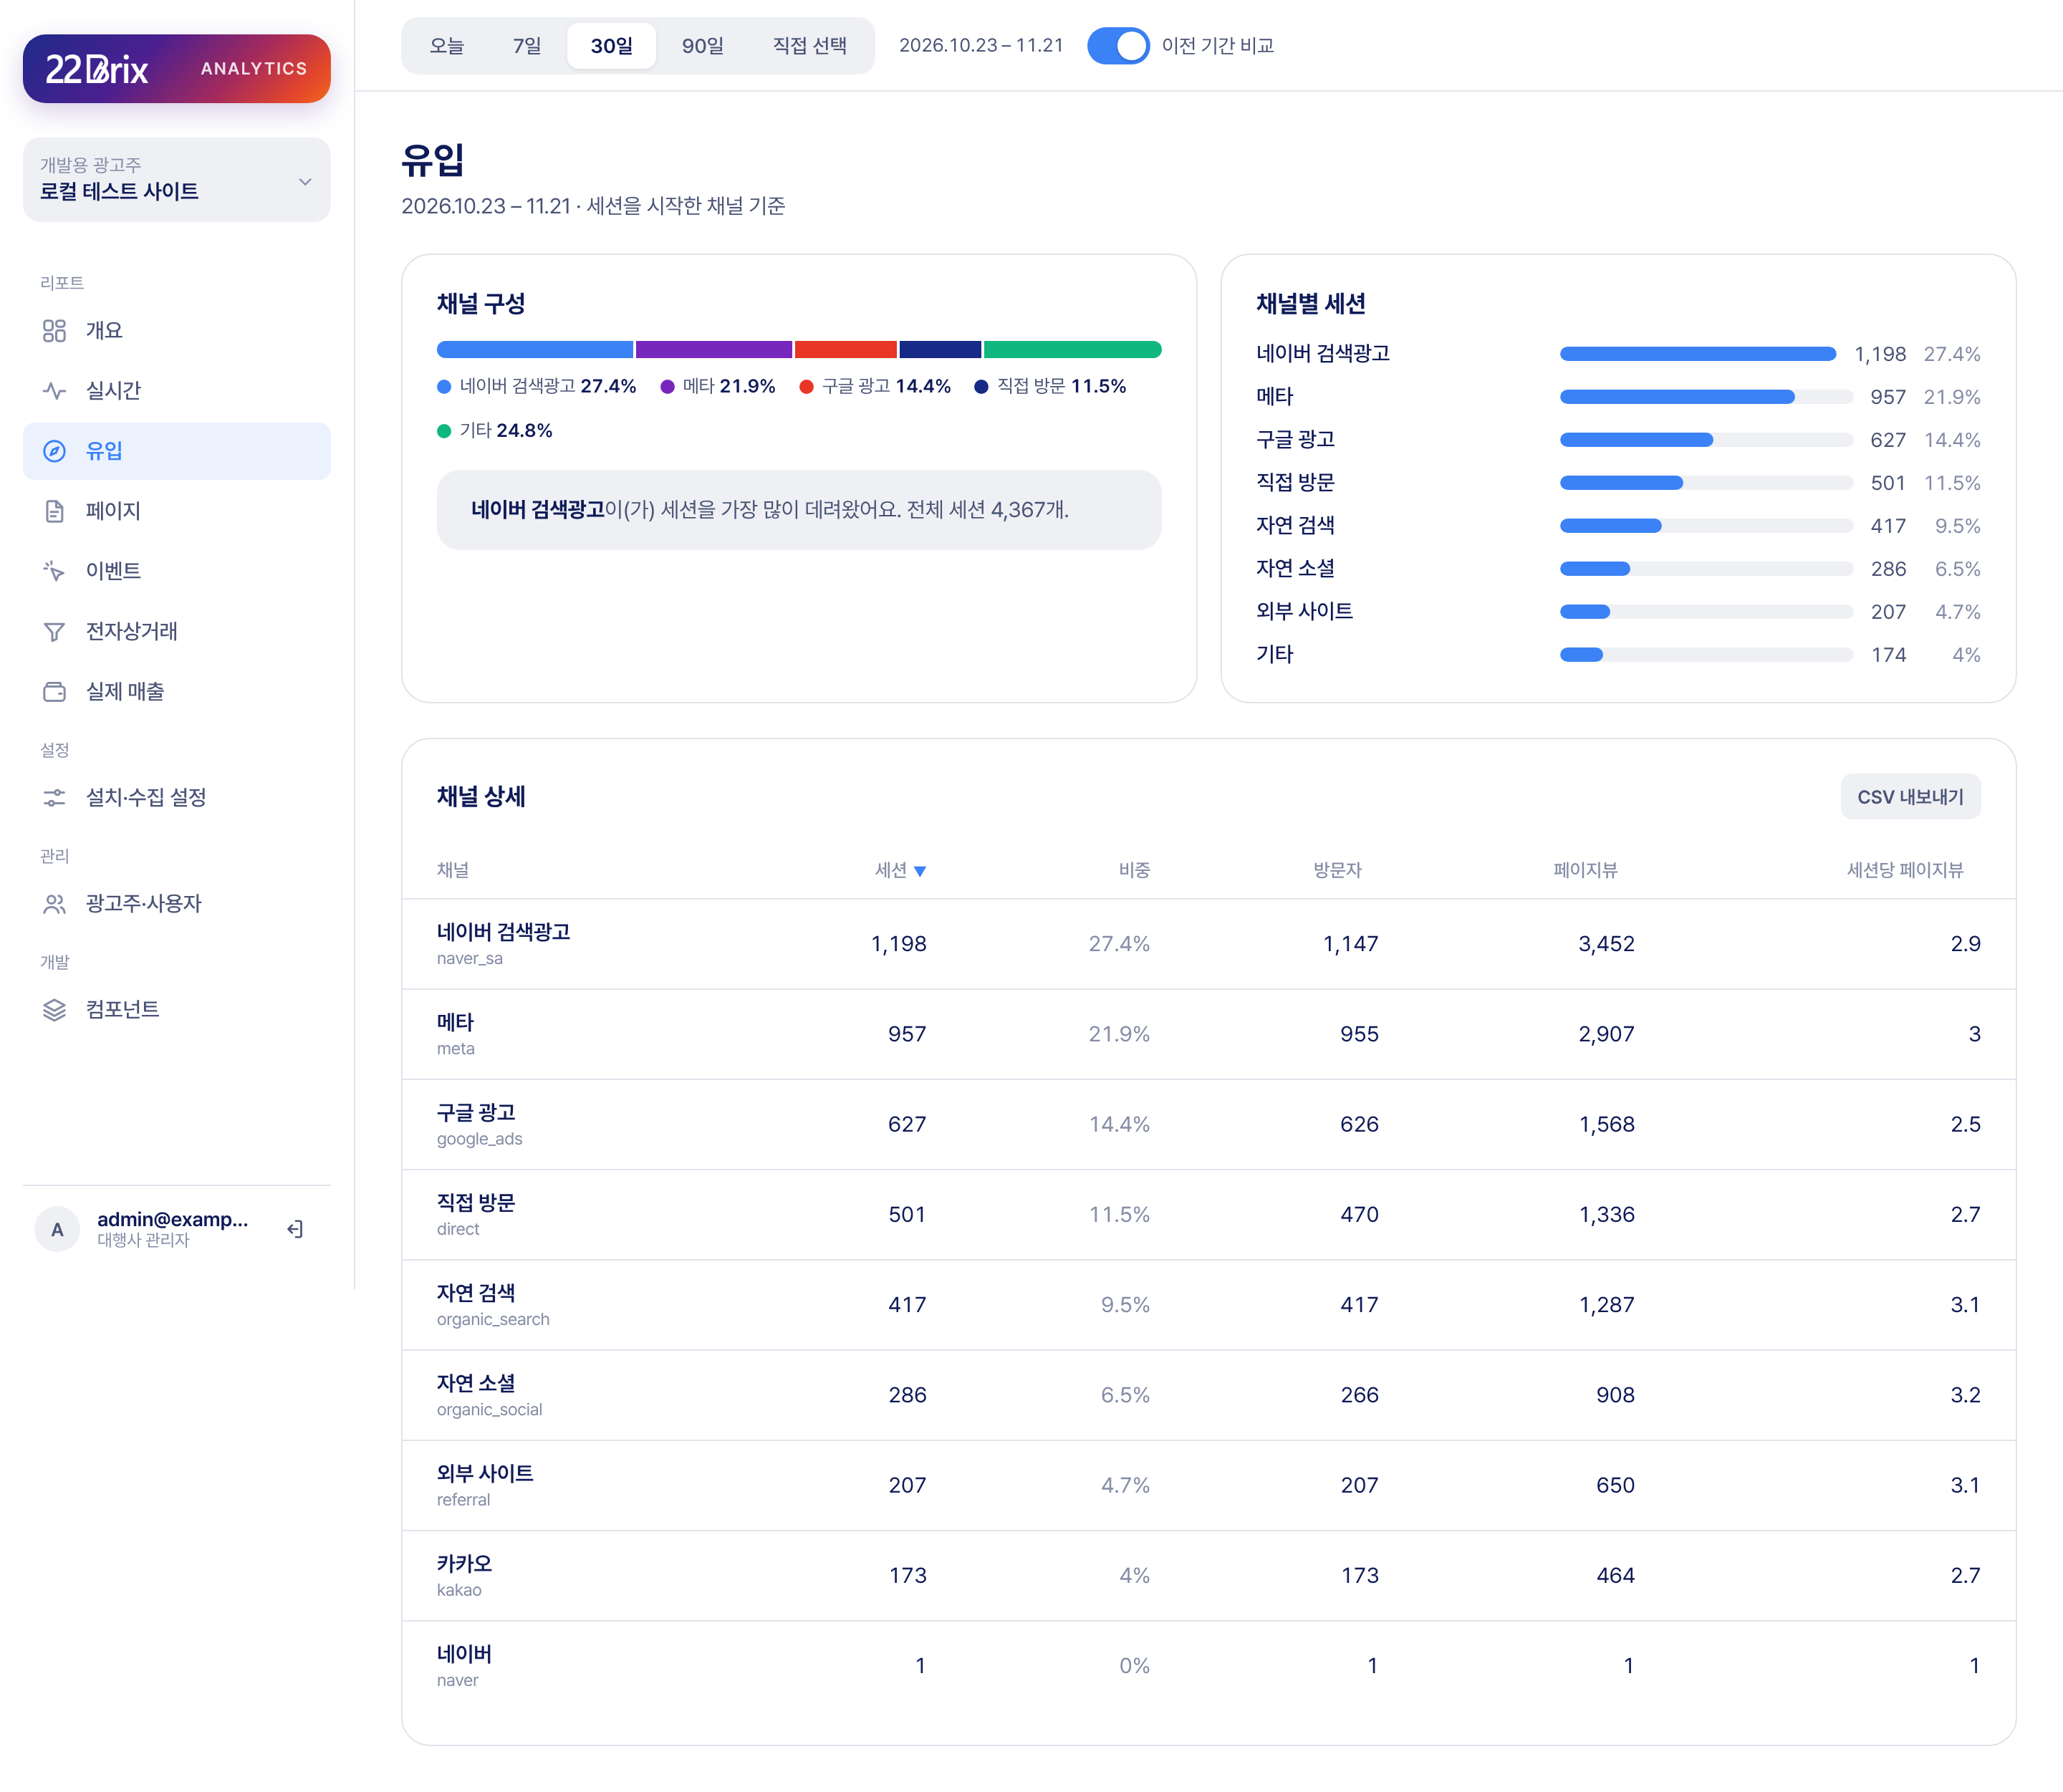 22Brix ANALYTICS
개발용 광고주
로컬 테스트 사이트
리포트
개요
실시간
유입
페이지
이벤트
전자상거래
실제 매출
설정
설치·수집 설정
관리
광고주·사용자
개발
컴포넌트
A
admin@examp...
대행사 관리자
오늘 7일 30일 90일 직접 선택 2026.10.23 – 11.21 이전 기간 비교
유입
2026.10.23 – 11.21 · 세션을 시작한 채널 기준
채널 구성
네이버 검색광고 27.4% 메타 21.9% 구글 광고 14.4% 직접 방문 11.5%
기타 24.8%
네이버 검색광고이(가) 세션을 가장 많이 데려왔어요. 전체 세션 4,367개.
채널별 세션
네이버 검색광고 1,198 27.4%
메타 957 21.9%
구글 광고 627 14.4%
직접 방문 501 11.5%
자연 검색 417 9.5%
자연 소셜 286 6.5%
외부 사이트 207 4.7%
기타 174 4%
채널 상세 CSV 내보내기
채널 세션 ▼ 비중 방문자 페이지뷰 세션당 페이지뷰
네이버 검색광고 1,198 27.4% 1,147 3,452 2.9
naver_sa
메타 957 21.9% 955 2,907 3
meta
구글 광고 627 14.4% 626 1,568 2.5
google_ads
직접 방문 501 11.5% 470 1,336 2.7
direct
자연 검색 417 9.5% 417 1,287 3.1
organic_search
자연 소셜 286 6.5% 266 908 3.2
organic_social
외부 사이트 207 4.7% 207 650 3.1
referral
카카오 173 4% 173 464 2.7
kakao
네이버 1 0% 1 1 1
naver